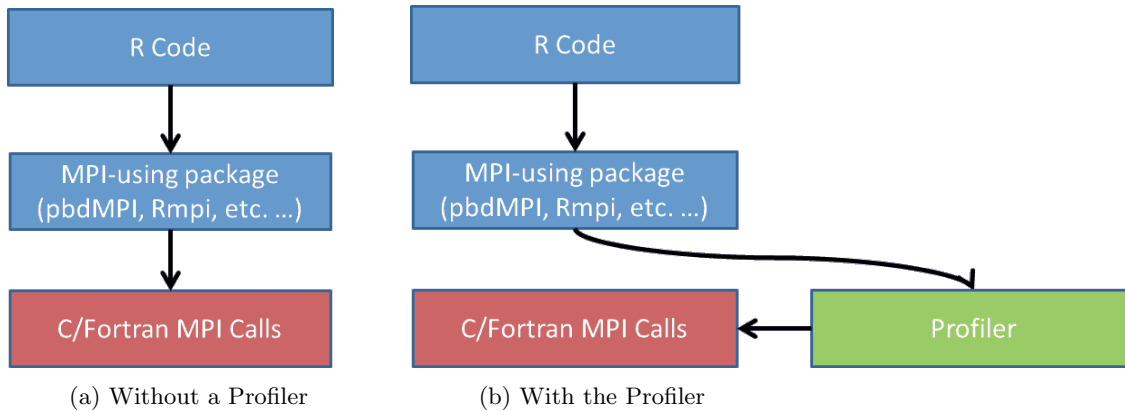 R Code
MPI-using package
(pbdMPI, Rmpi, etc. ...)
C/Fortran MPI Calls
(a) Without a Profiler
R Code
MPI-using package
(pbdMPI, Rmpi, etc. ...)
C/Fortran MPI Calls
Profiler
(b) With the Profiler